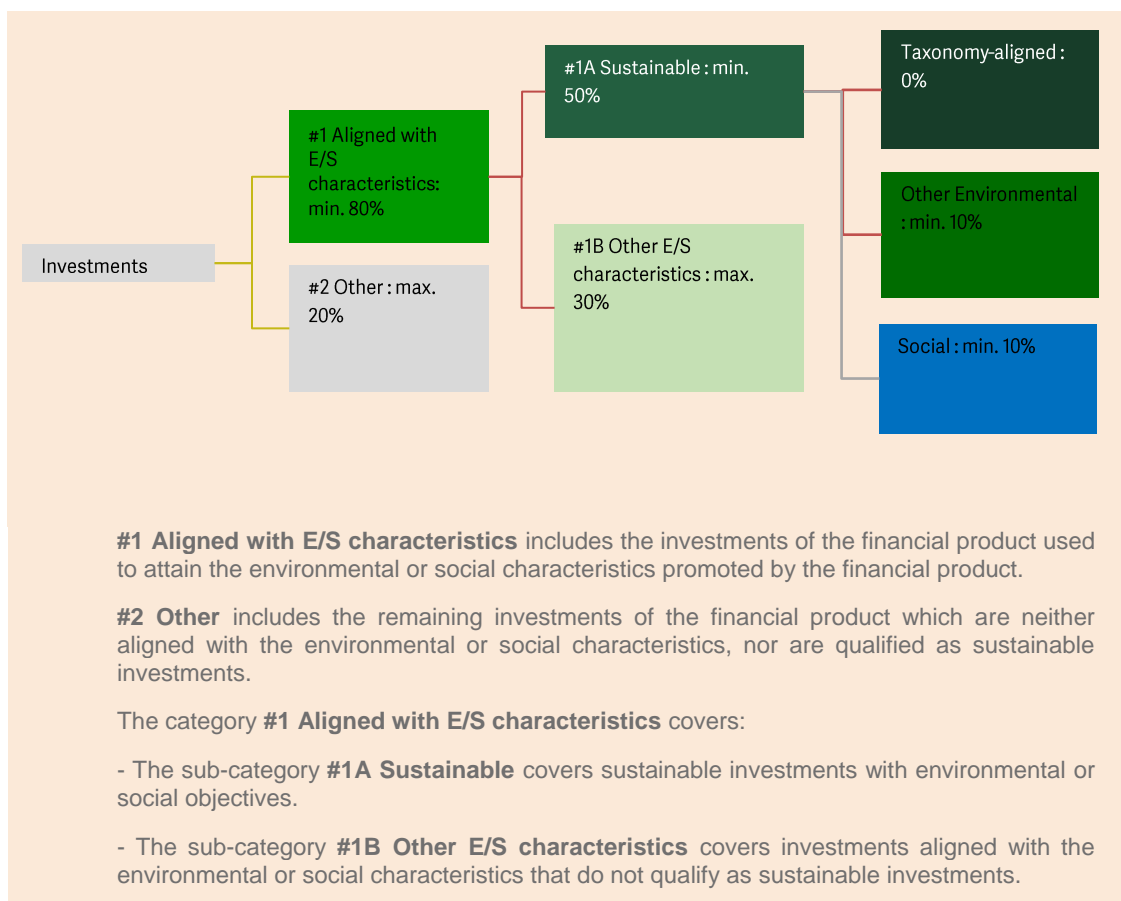 Investments
#1 Aligned with
E/S
characteristics:
min. 80%
#2 Other : max.
20%
#1A Sustainable : min.
50%
#1B Other E/S
characteristics : max.
30%
Taxonomy-aligned :
0%
Other Environmental
: min. 10%
Social : min. 10%
#1 Aligned with E/S characteristics includes the investments of the financial product used
to attain the environmental or social characteristics promoted by the financial product.
#2 Other includes the remaining investments of the financial product which are neither
aligned with the environmental or social characteristics, nor are qualified as sustainable
investments.
The category #1 Aligned with E/S characteristics covers:
- The sub-category #1A Sustainable covers sustainable investments with environmental or
social objectives.
- The sub-category #1B Other E/S characteristics covers investments aligned with the
environmental or social characteristics that do not qualify as sustainable investments.